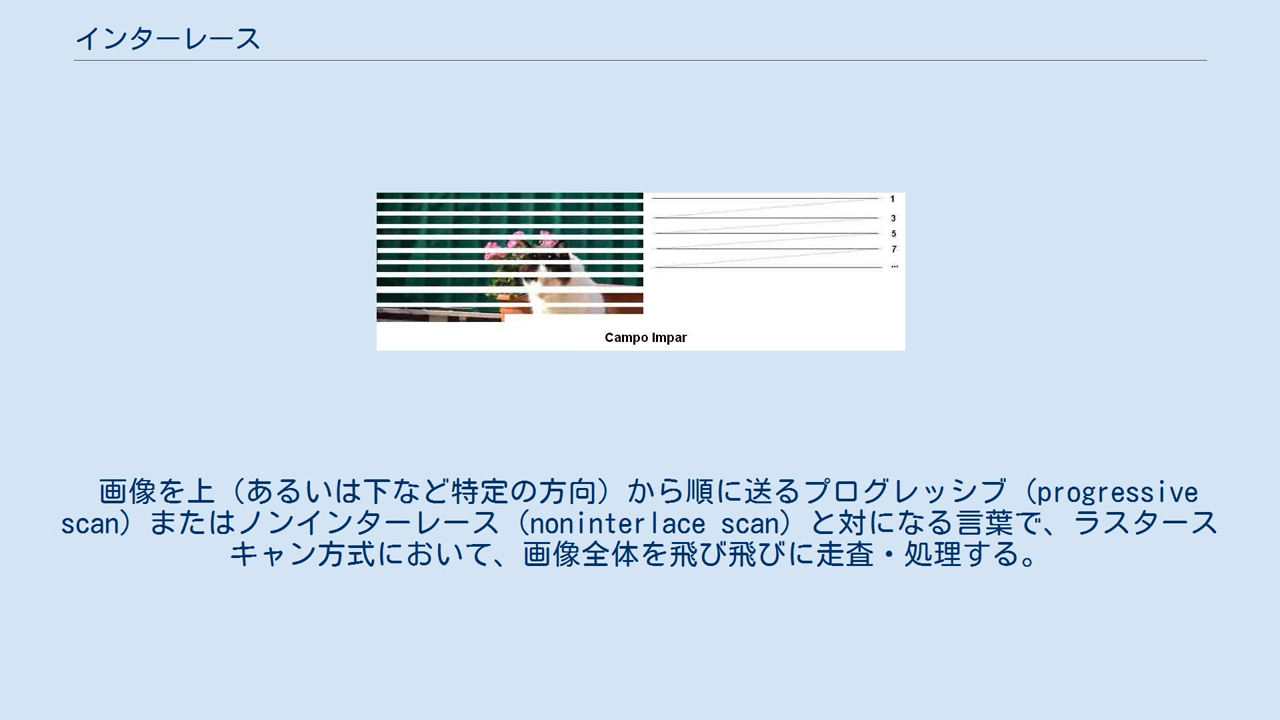 インターレース
1
3
5
7
...
Campo Impar
画像を上（あるいは下など特定の方向）から順に送るプログレッシブ（progressive
scan）またはノンインターレース（noninterlace scan）と対になる言葉で、ラスタース
キャン方式において、画像全体を飛び飛びに走査・処理する。